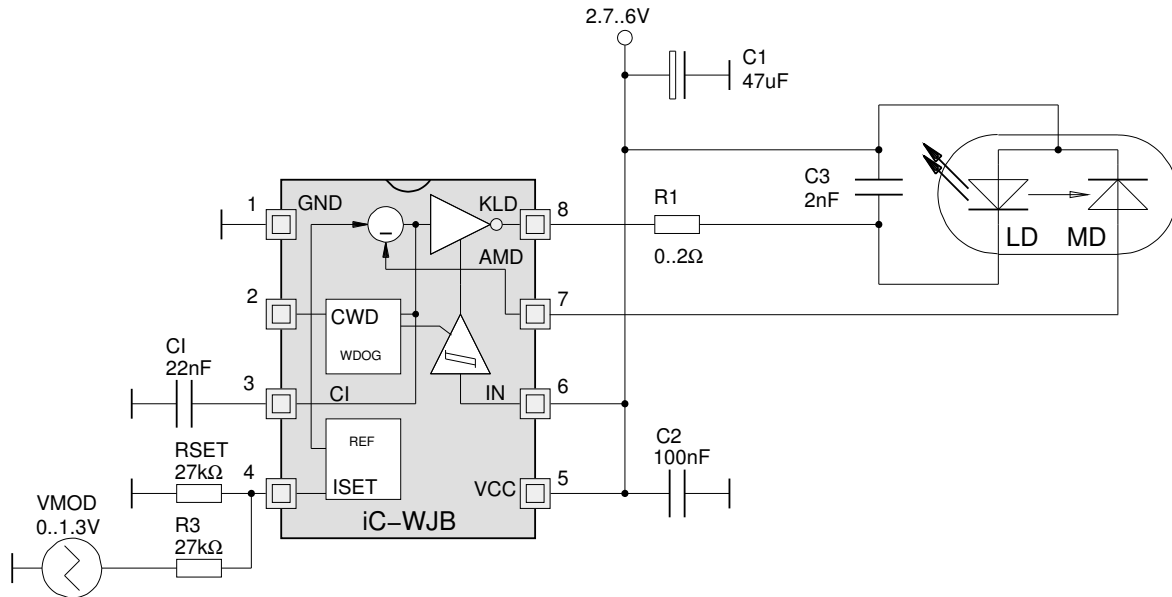 2.7..6V
C1
47uF
C3
2nF
R1
0..2Ω
LD
MD
1
GND
KLD
8
AMD
2
7
CWD
WDOG
CI
22nF
3
CI
IN
6
REF
RSET
27kΩ
4
ISET
C2
100nF
VCC
5
VMOD
0..1.3V
R3
27kΩ
iC–WJB